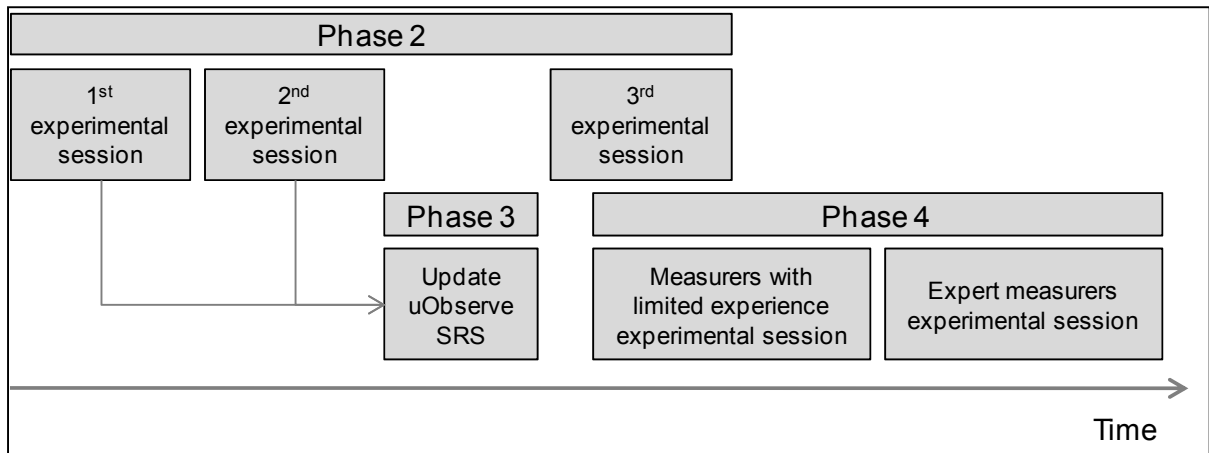 Phase 2
1st
experimental
session
2nd
experimental
session
3rd
experimental
session
Phase 3
Phase 4
Update
uObserve
SRS
Measurers with
limited experience
experimental session
Expert measurers
experimental session
Time